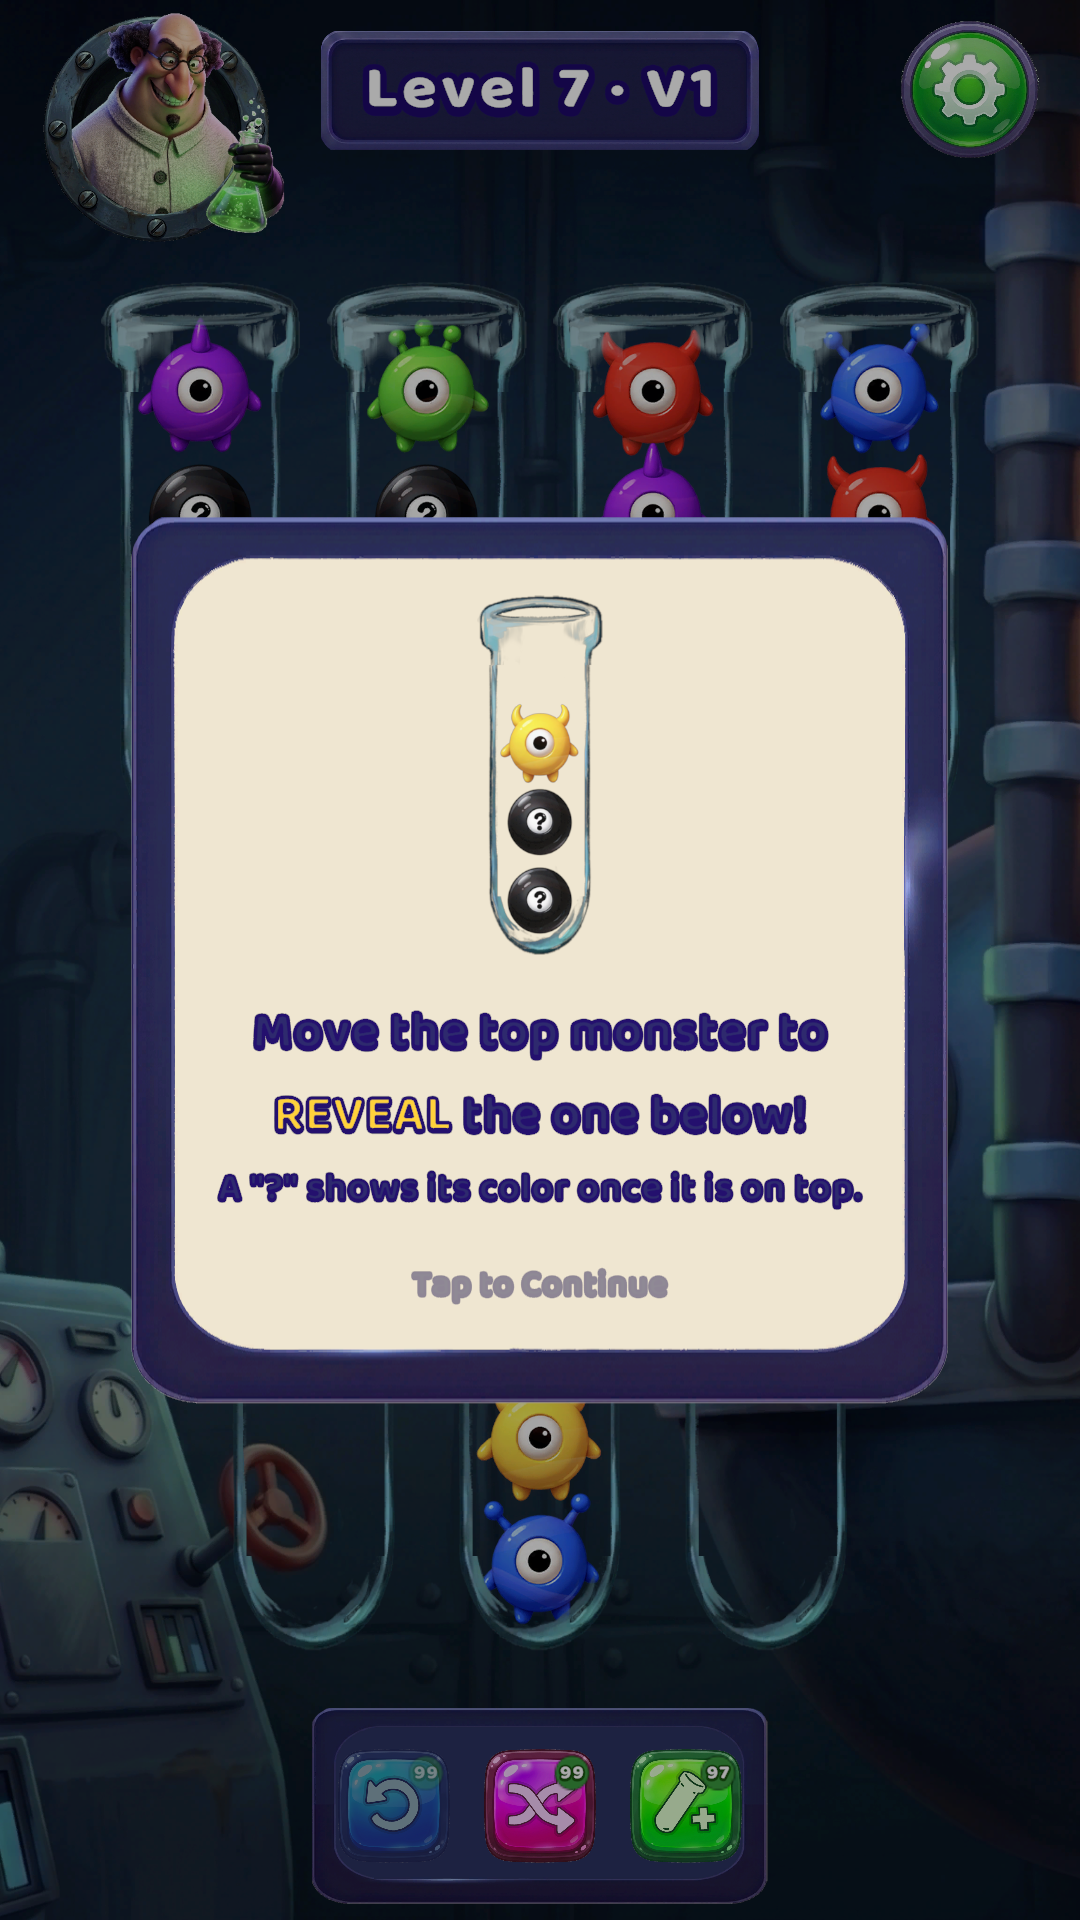 Level 7 · V1
?
?
?
?
Move the top monster to
REVEAL the one below!
A "?" shows its color once it is on top.
Tap to Continue
99
99
97